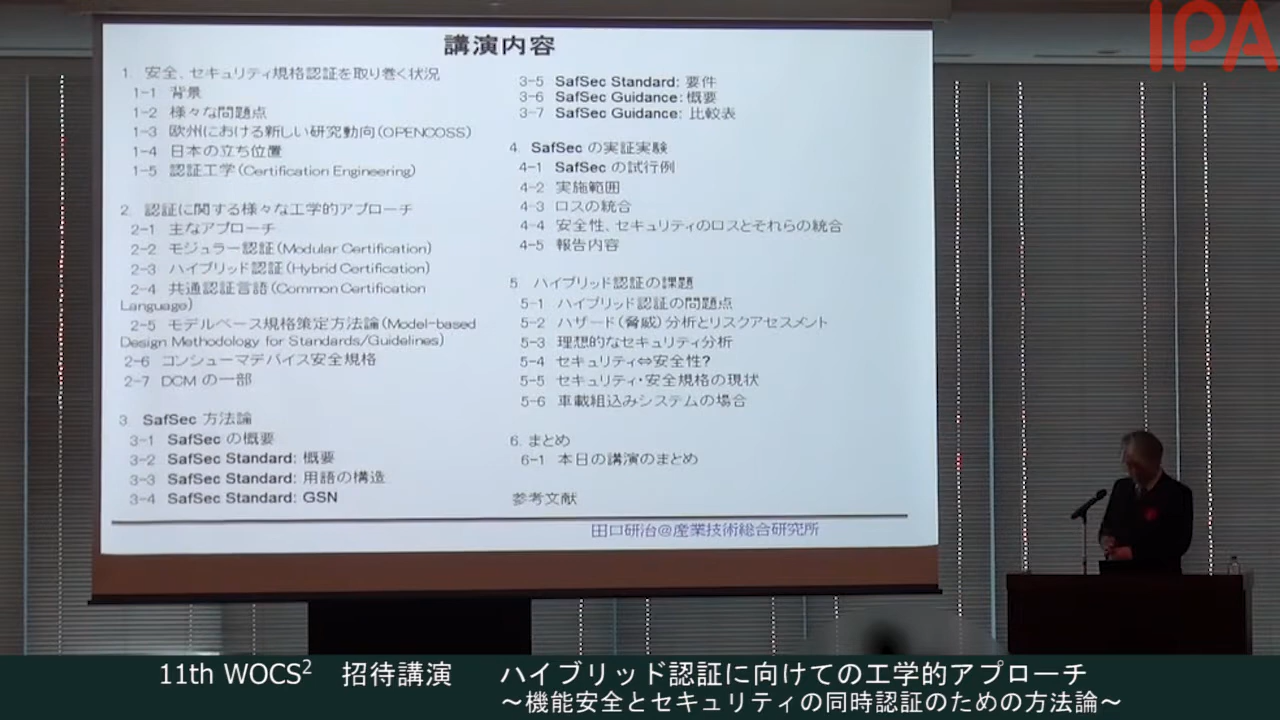 IPA
講演内容
1. 安全、セキュリティ規格認証を取り巻く状況
1-1 背景
1-2 様々な問題点
1-3 欧州における新しい研究動向(OPENCOSS)
1-4 日本の立ち位置
1-5 認証工学(Certification Engineering)
2. 認証に関する様々な工学的アプローチ
2-1 主なアプローチ
2-2 モジュラー認証(Modular Certification)
2-3 ハイブリッド認証(Hybrid Certification)
2-4 共通認証言語(Common Certification
Language)
2-5 モデルベース規格策定方法論(Model-based
Design Methodology for Standards/Guidelines)
2-6 コンシューマデバイス安全規格
2-7 DCM の一部
3 SafSec 方法論
3-1 SafSec の概要
3-2 SafSec Standard: 概要
3-3 SafSec Standard: 用語の構造
3-4 SafSec Standard: GSN
3-5 SafSec Standard: 要件
3-6 SafSec Guidance: 概要
3-7 SafSec Guidance: 比較表
4. SafSec の実証実験
4-1 SafSec の試行例
4-2 実施範囲
4-3 ロスの統合
4-4 安全性、セキュリティのロスとそれらの統合
4-5 報告内容
5 ハイブリッド認証の課題
5-1 ハイブリッド認証の問題点
5-2 ハザード(脅威)分析とリスクアセスメント
5-3 理想的なセキュリティ分析
5-4 セキュリティ⇔安全性?
5-5 セキュリティ・安全規格の現状
5-6 車載組込みシステムの場合
6. まとめ
6-1 本日の講演のまとめ
参考文献
田口研治@産業技術総合研究所
11th WOCS² 招待講演 ハイブリッド認証に向けての工学的アプローチ
～機能安全とセキュリティの同時認証のための方法論～